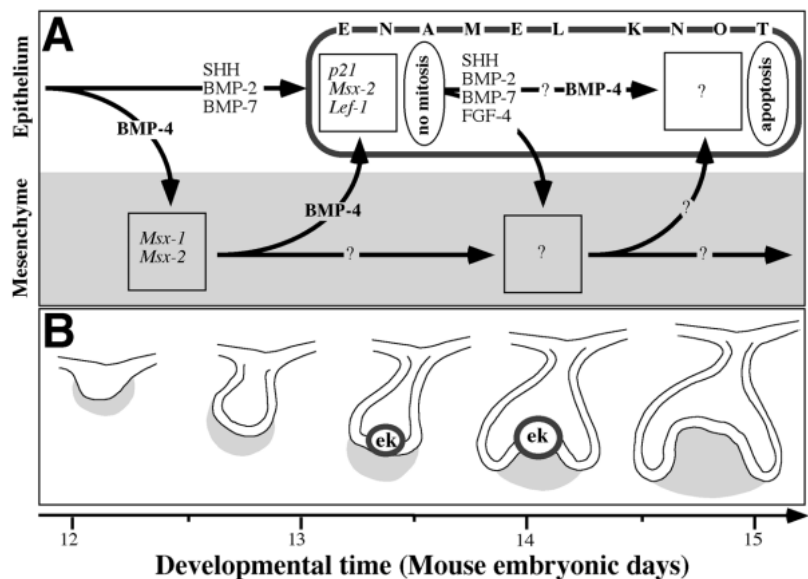 A
ENAMEL KNOT
Epithelium
SHH
BMP-2
BMP-7
BMP-4
p21
Msx-2
Lef-1
no mitosis
SHH
BMP-2
BMP-7
FGF-4
?
BMP-4
?
apoptosis
Mesenchyme
Msx-1
Msx-2
BMP-4
?
?
?
?
B
ek
ek
12
13
14
15
Developmental time (Mouse embryonic days)